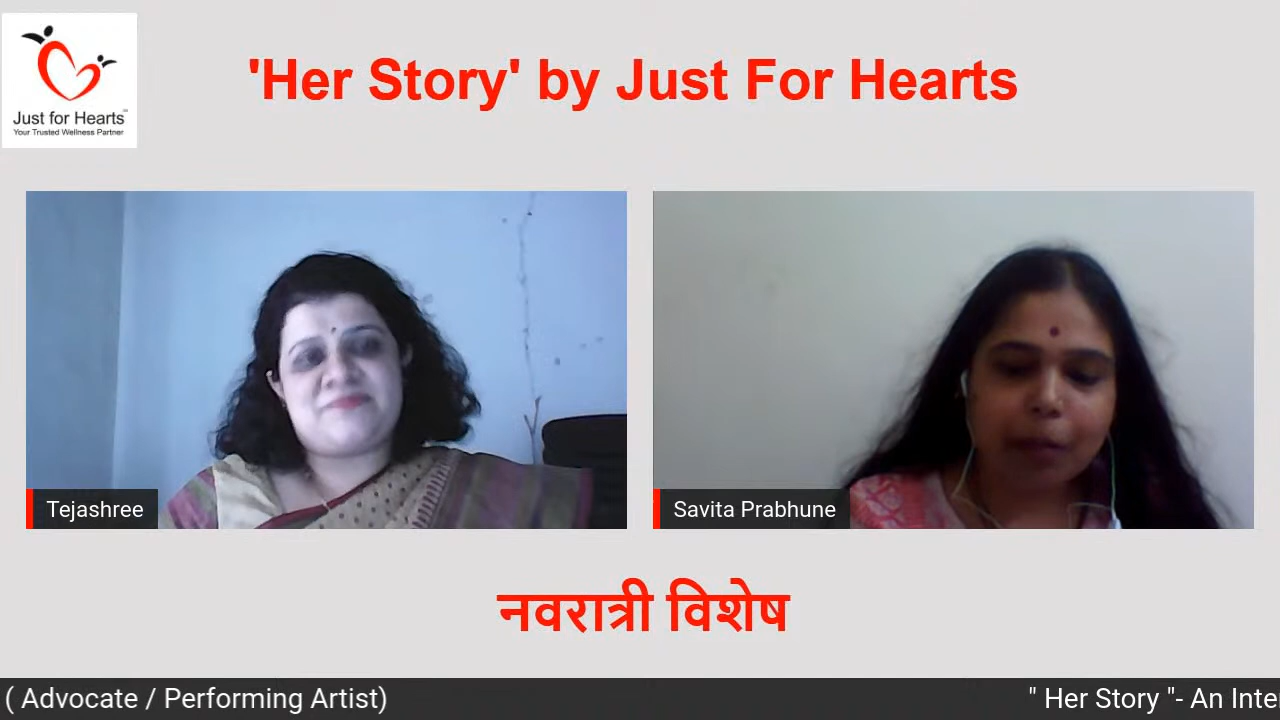 Just for Hearts
Your Trusted Wellness Partner
'Her Story' by Just For Hearts
Tejashree
Savita Prabhune
नवरात्री विशेष
( Advocate / Performing Artist)
" Her Story "- An Inte